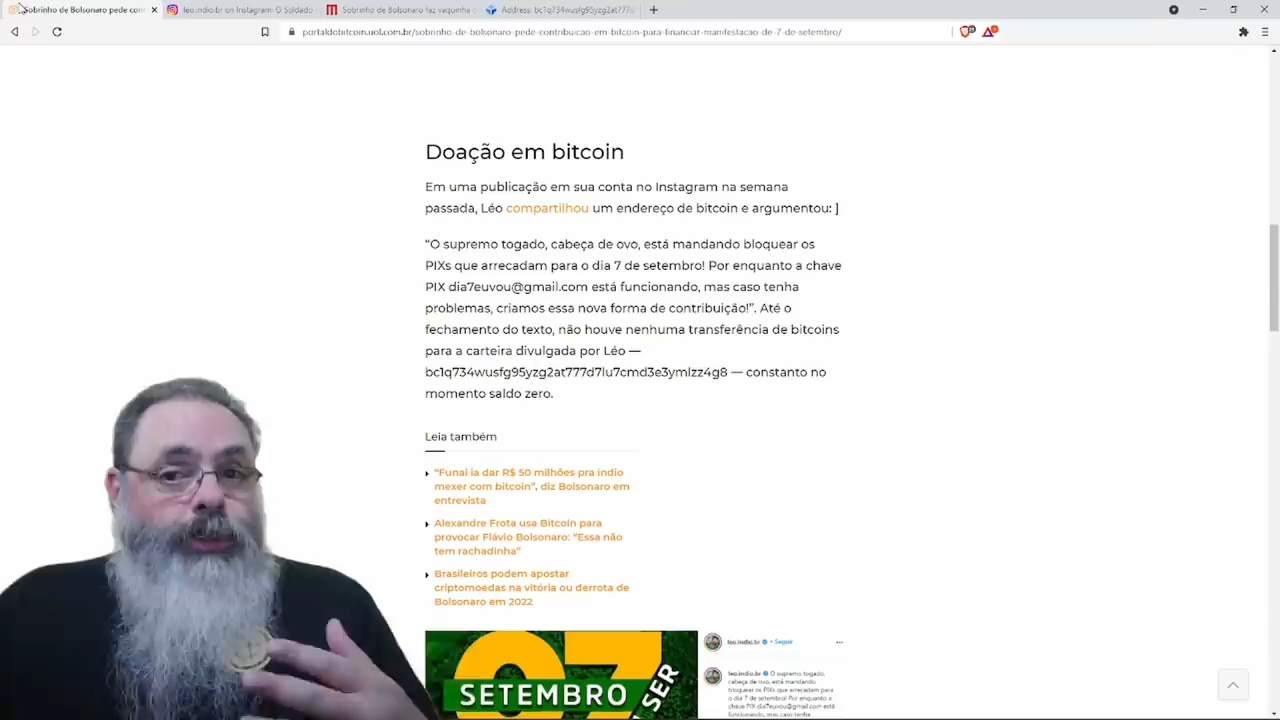 Sobrinho de Bolsonaro pede con
leo.indio.br on Instagram: O Soldado
Sobrinho de Bolsonaro faz vaquinha
Address: bc1q734wusfg95yzg2at777d
portaldobitcoin.uol.com.br/sobrinho-de-bolsonaro-pede-contribuicao-em-bitcoin-para-financiar-manifestacao-de-7-de-setembro/
Doação em bitcoin
Em uma publicação em sua conta no Instagram na semana
passada, Léo compartilhou um endereço de bitcoin e argumentou: ]
“O supremo togado, cabeça de ovo, está mandando bloquear os
PIXs que arrecadam para o dia 7 de setembro! Por enquanto a chave
PIX dia7euvou@gmail.com está funcionando, mas caso tenha
problemas, criamos essa nova forma de contribuição!”. Até o
fechamento do texto, não houve nenhuma transferência de bitcoins
para a carteira divulgada por Léo —
bc1q734wusfg95yzg2at777d7lu7cmd3e3ymlzz4g8 — constanto no
momento saldo zero.
Leia também
“Funai ia dar R$ 50 milhões pra índio
mexer com bitcoin”, diz Bolsonaro em
entrevista
Alexandre Frota usa Bitcoin para
provocar Flávio Bolsonaro: “Essa não
tem rachadinha”
Brasileiros podem apostar
criptomoedas na vitória ou derrota de
Bolsonaro em 2022
07
SETEMBRO
SER
leo.indio.br • Seguir
leo.indio.br O supremo togado,
cabeça de ovo, está mandando
bloquear os PIXs que arrecadam para
o dia 7 de setembro! Por enquanto a
chave PIX dia7euvou@gmail.com está
funcionando, mas caso tenha